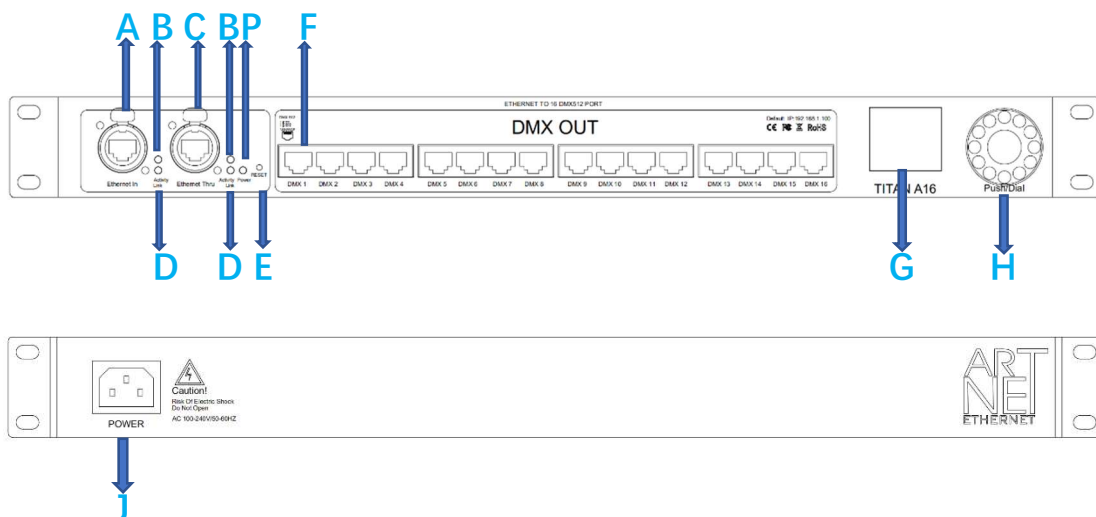 A B C B P F
ETHERNET TO 16 DMX512 PORT
DMX OUT
Default: IP:192.168.1.100
CE FC RoHS
RESET
Ethernet In
Activity
Link
Ethernet Thru
Activity
Link
Power
DMX 1 DMX 2 DMX 3 DMX 4 DMX 5 DMX 6 DMX 7 DMX 8 DMX 9 DMX 10 DMX 11 DMX 12 DMX 13 DMX 14 DMX 15 DMX 16
TITAN A16
Push/Dial
D D E G H
POWER
Caution!
Risk Of Electric Shock
Do Not Open
AC 100-240V/50-60HZ
ART
NET
ETHERNET
J